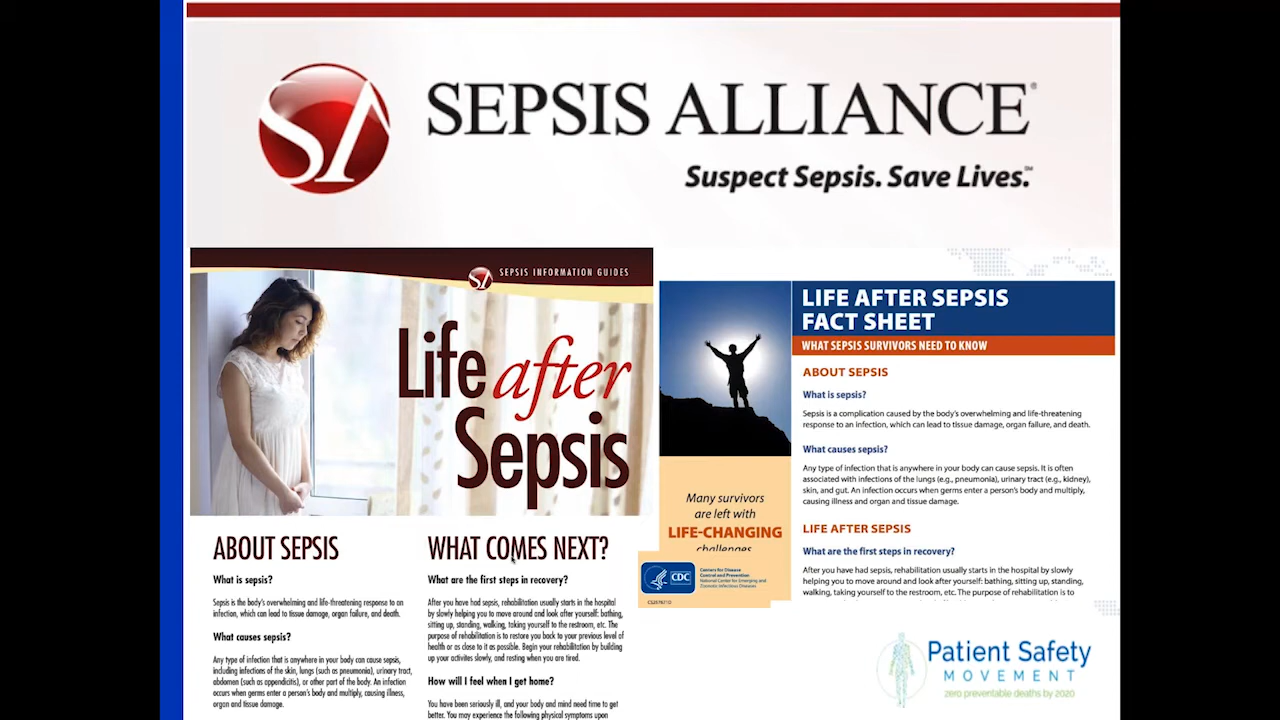 SEPSIS ALLIANCE®
Suspect Sepsis. Save Lives.℠
SEPSIS INFORMATION GUIDES
Life after
Sepsis
ABOUT SEPSIS
What is sepsis?
Sepsis is the body's overwhelming and life-threatening response to an
infection, which can lead to tissue damage, organ failure, and death.
What causes sepsis?
Any type of infection that is anywhere in your body can cause sepsis,
including infections of the skin, lungs (such as pneumonia), urinary tract,
abdomen (such as appendicitis), or other part of the body. An infection
occurs when germs enter a person's body and multiply, causing illness,
organ and tissue damage.
WHAT COMES NEXT?
What are the first steps in recovery?
After you have had sepsis, rehabilitation usually starts in the hospital
by slowly helping you to move around and look after yourself: bathing,
sitting up, standing, walking, taking yourself to the restroom, etc. The
purpose of rehabilitation is to restore you back to your previous level of
health or as close to it as possible. Begin your rehabilitation by building
up your activites slowly, and resting when you are tired.
How will I feel when I get home?
You have been seriously ill, and your body and mind need time to get
better. You may experience the following physical symptoms upon
Many survivors
are left with
LIFE-CHANGING
challenges
CDC
Centers for Disease
Control and Prevention
National Center for Emerging and
Zoonotic Infectious Diseases
LIFE AFTER SEPSIS
FACT SHEET
WHAT SEPSIS SURVIVORS NEED TO KNOW
ABOUT SEPSIS
What is sepsis?
Sepsis is a complication caused by the body's overwhelming and life-threatening
response to an infection, which can lead to tissue damage, organ failure, and death.
What causes sepsis?
Any type of infection that is anywhere in your body can cause sepsis. It is often
associated with infections of the lungs (e.g., pneumonia), urinary tract (e.g., kidney),
skin, and gut. An infection occurs when germs enter a person's body and multiply,
causing illness and organ and tissue damage.
LIFE AFTER SEPSIS
What are the first steps in recovery?
After you have had sepsis, rehabilitation usually starts in the hospital by slowly
helping you to move around and look after yourself: bathing, sitting up, standing,
walking, taking yourself to the restroom, etc. The purpose of rehabilitation is to
Patient Safety
MOVEMENT
zero preventable deaths by 2020